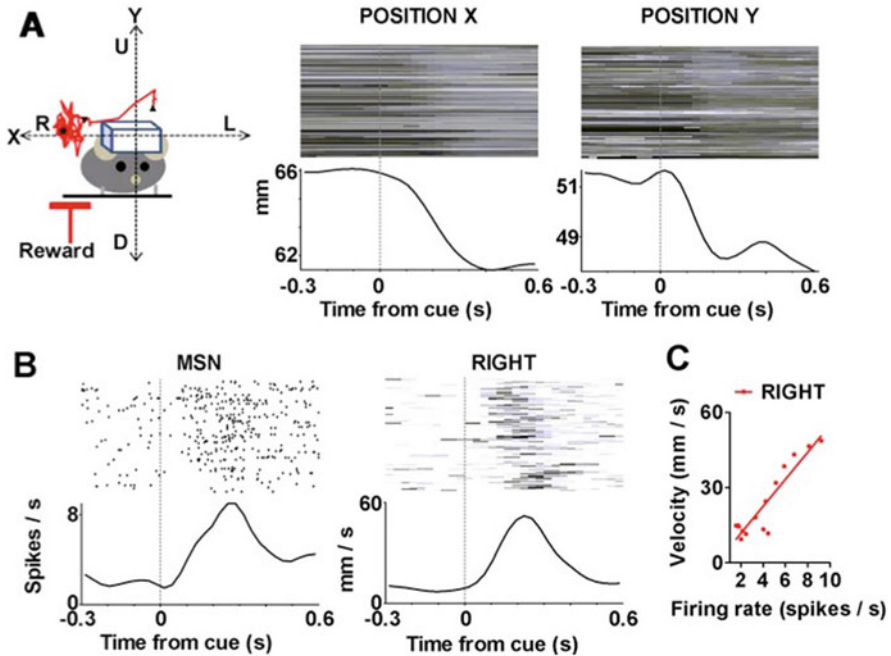 A
Y
U
X
R
L
D
Reward
POSITION X
66
mm
62
-0.3
0
0.6
Time from cue (s)
POSITION Y
51
49
-0.3
0
0.6
Time from cue (s)
B
MSN
8
Spikes / s
0
-0.3
0
0.6
Time from cue (s)
RIGHT
60
mm / s
0
-0.3
0
0.6
Time from cue (s)
C
RIGHT
60
Velocity (mm / s)
30
0
2 4 6 8 10
Firing rate (spikes / s)